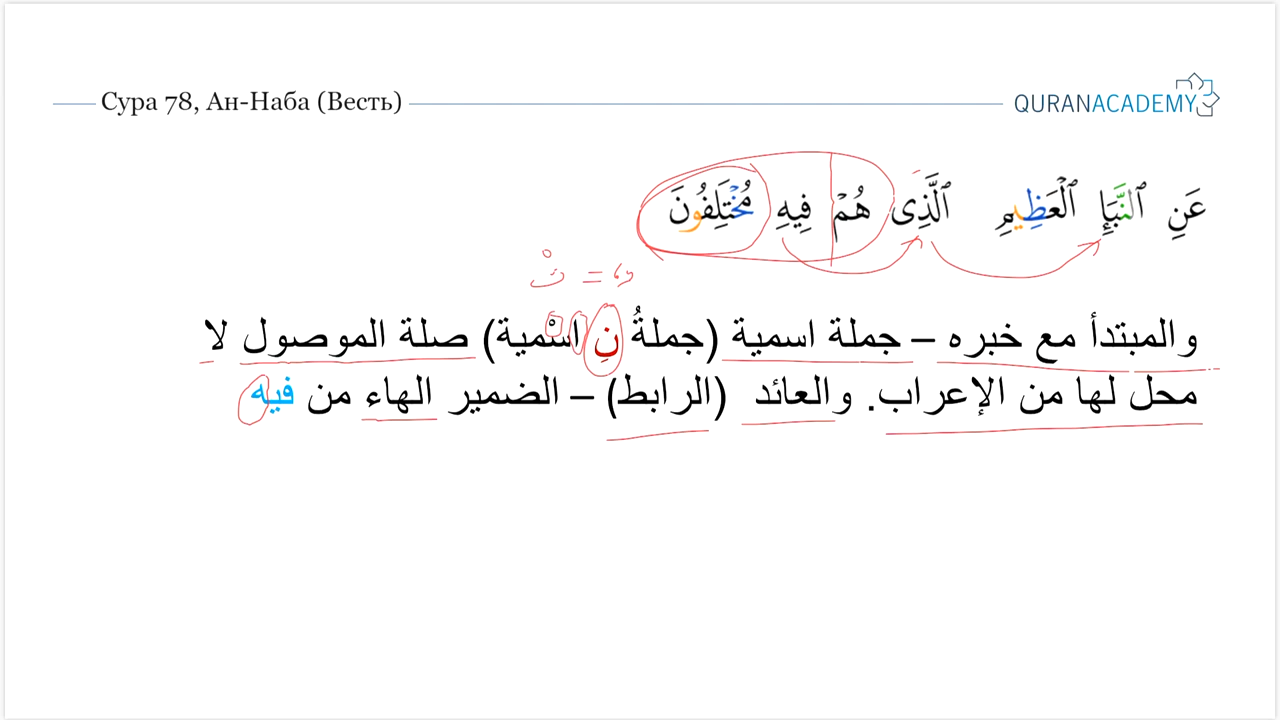 Сура 78, Ан-Наба (Весть)
QURANACADEMY
عَنِ ٱلنَّبَإِ ٱلْعَظِيمِ ٱلَّذِى هُمْ فِيهِ مُخْتَلِفُونَ
والمبتدأ مع خبره – جملة اسمية (جملةُ نِ اسْمية) صلة الموصول لا
محل لها من الإعراب. والعائد (الرابط) – الضمير الهاء من فيه